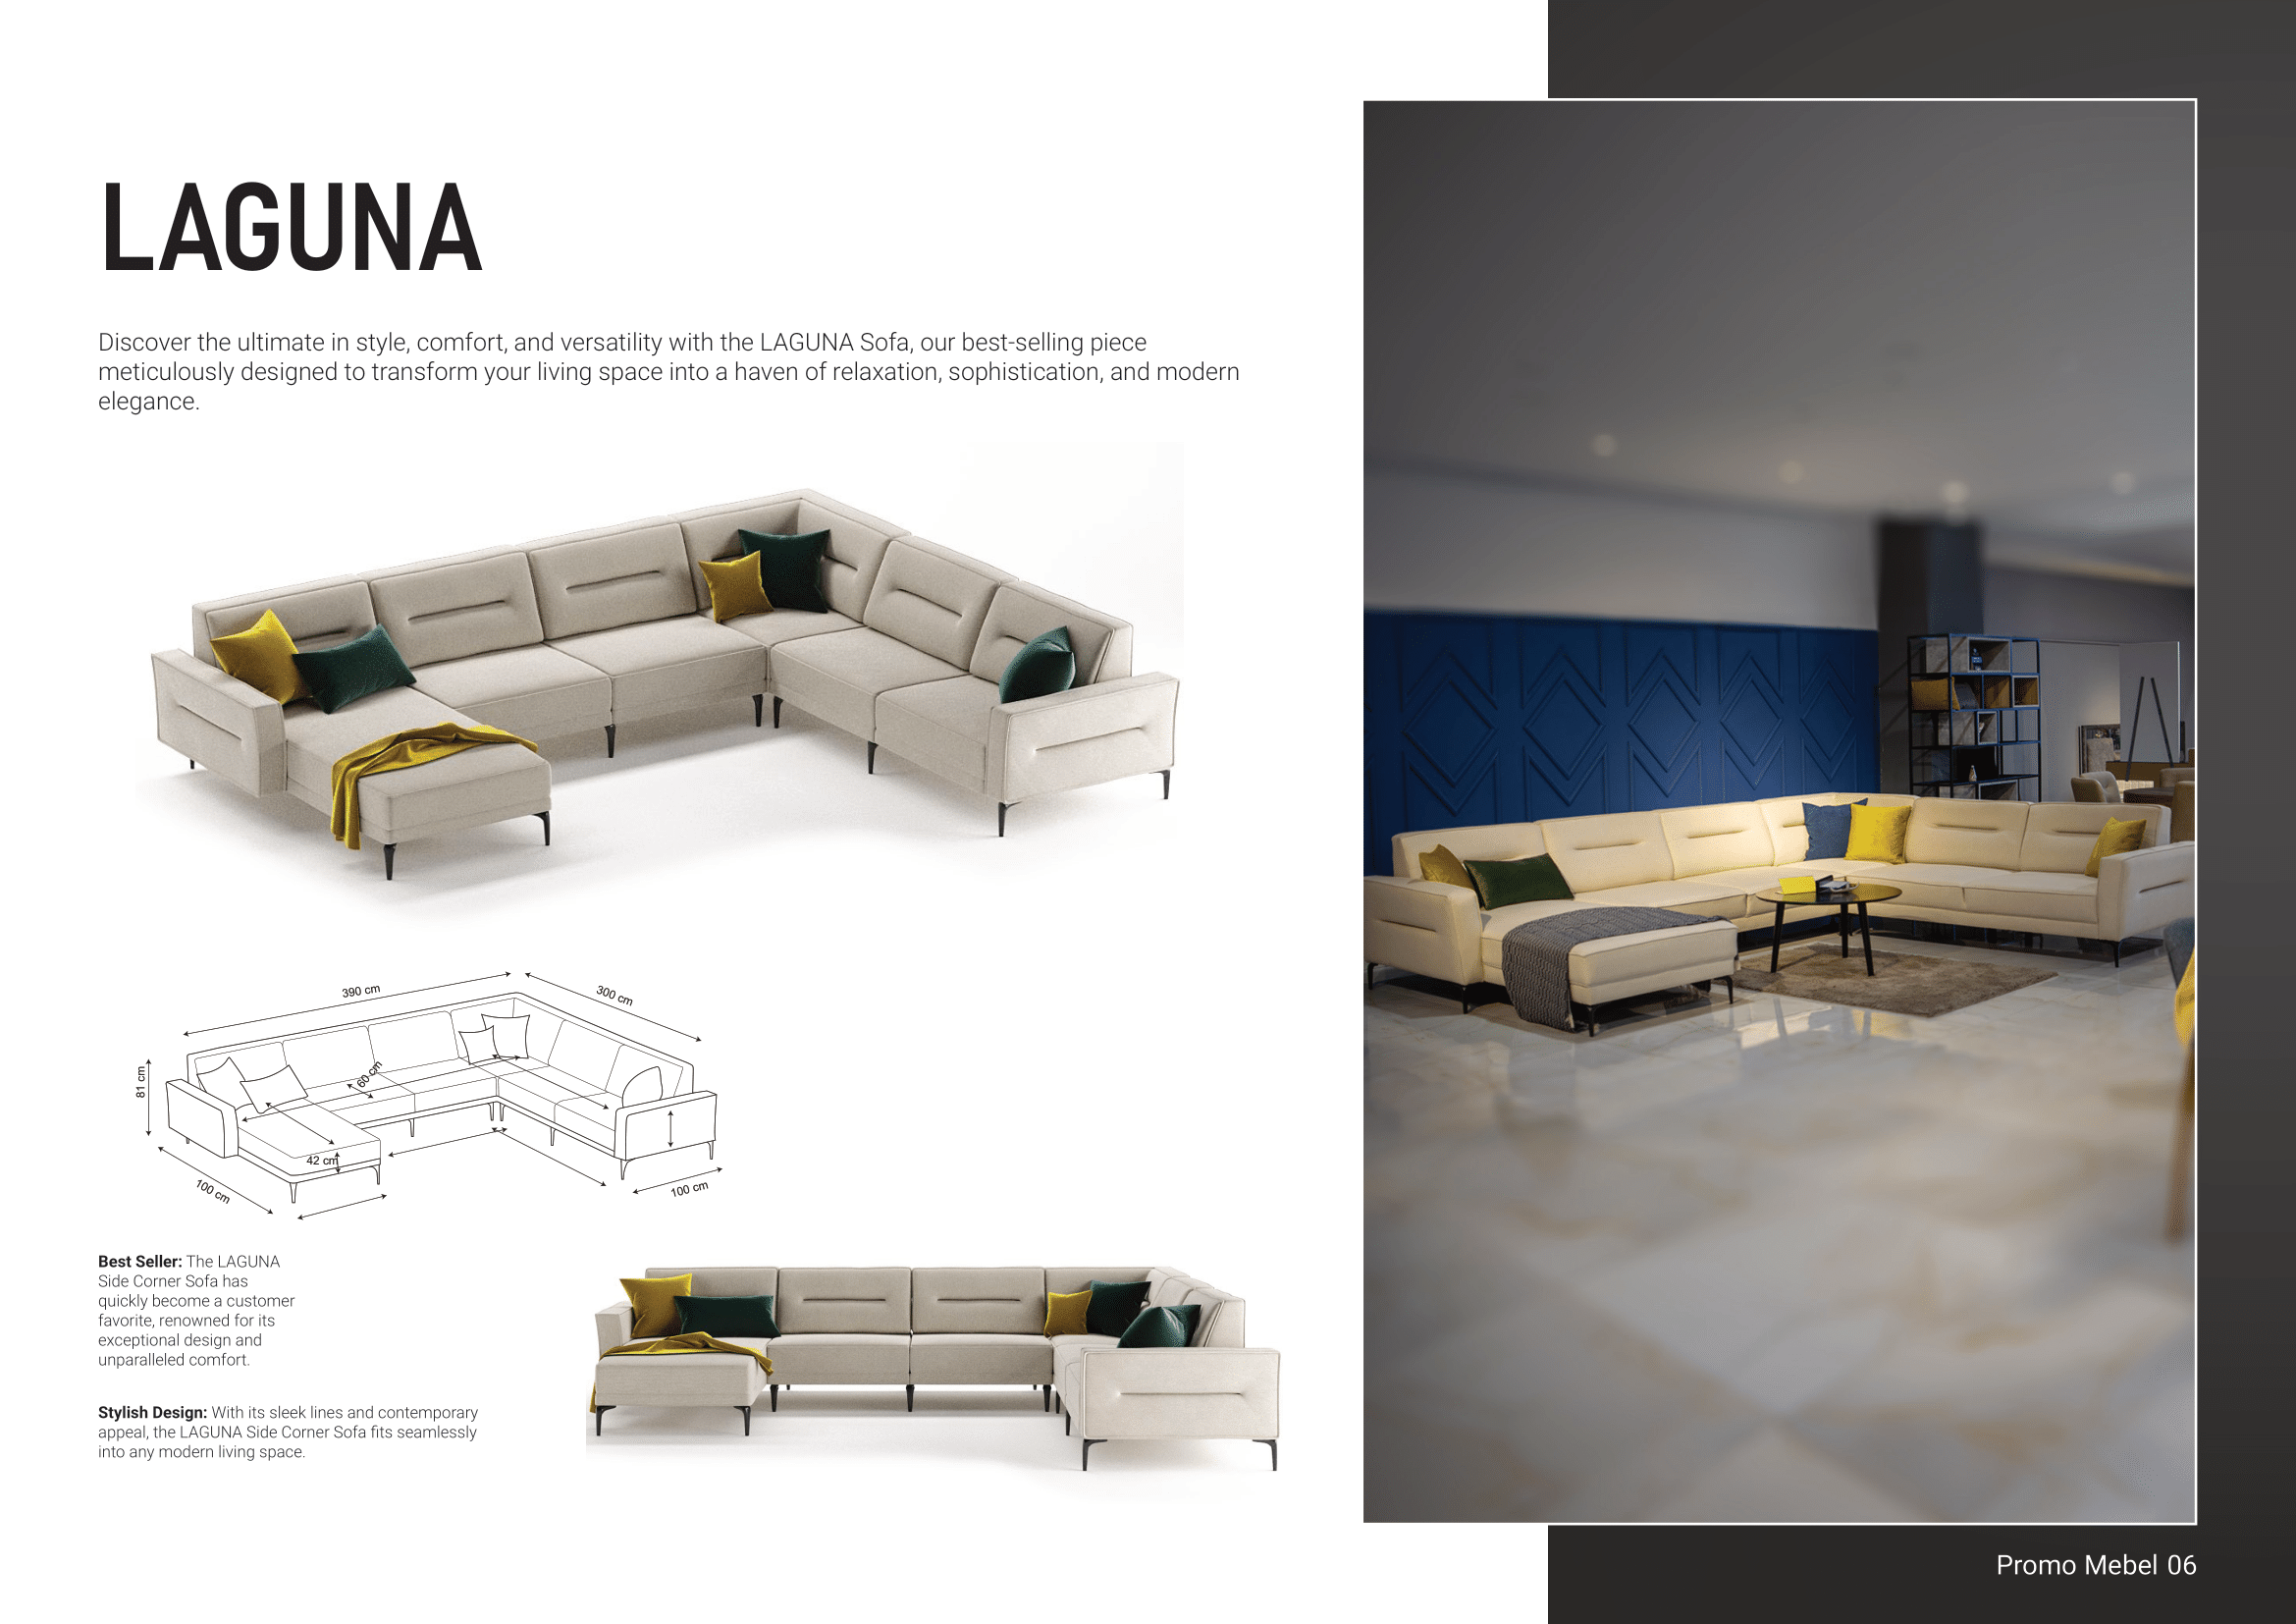 LAGUNA
Discover the ultimate in style, comfort, and versatility with the LAGUNA Sofa, our best-selling piece
meticulously designed to transform your living space into a haven of relaxation, sophistication, and modern
elegance.
390 cm
300 cm
81 cm
60 cm
42 cm
100 cm
100 cm
Best Seller: The LAGUNA
Side Corner Sofa has
quickly become a customer
favorite, renowned for its
exceptional design and
unparalleled comfort.
Stylish Design: With its sleek lines and contemporary
appeal, the LAGUNA Side Corner Sofa fits seamlessly
into any modern living space.
Promo Mebel 06